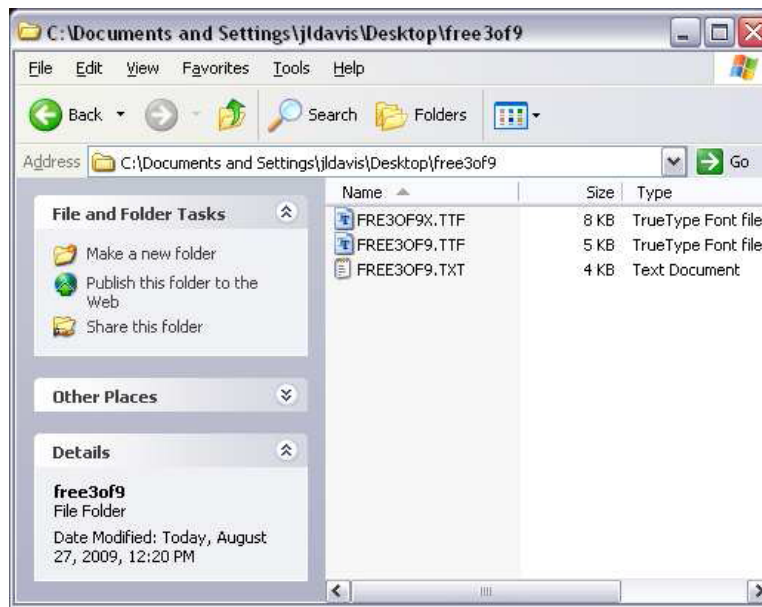 C:\Documents and Settings\jldavis\Desktop\free3of9
File Edit View Favorites Tools Help
Back Search Folders
Address C:\Documents and Settings\jldavis\Desktop\free3of9 Go
Name Size Type
FRE3OF9X.TTF 8 KB TrueType Font file
FREE3OF9.TTF 5 KB TrueType Font file
FREE3OF9.TXT 4 KB Text Document
File and Folder Tasks
Make a new folder
Publish this folder to the
Web
Share this folder
Other Places
Details
free3of9
File Folder
Date Modified: Today, August
27, 2009, 12:20 PM